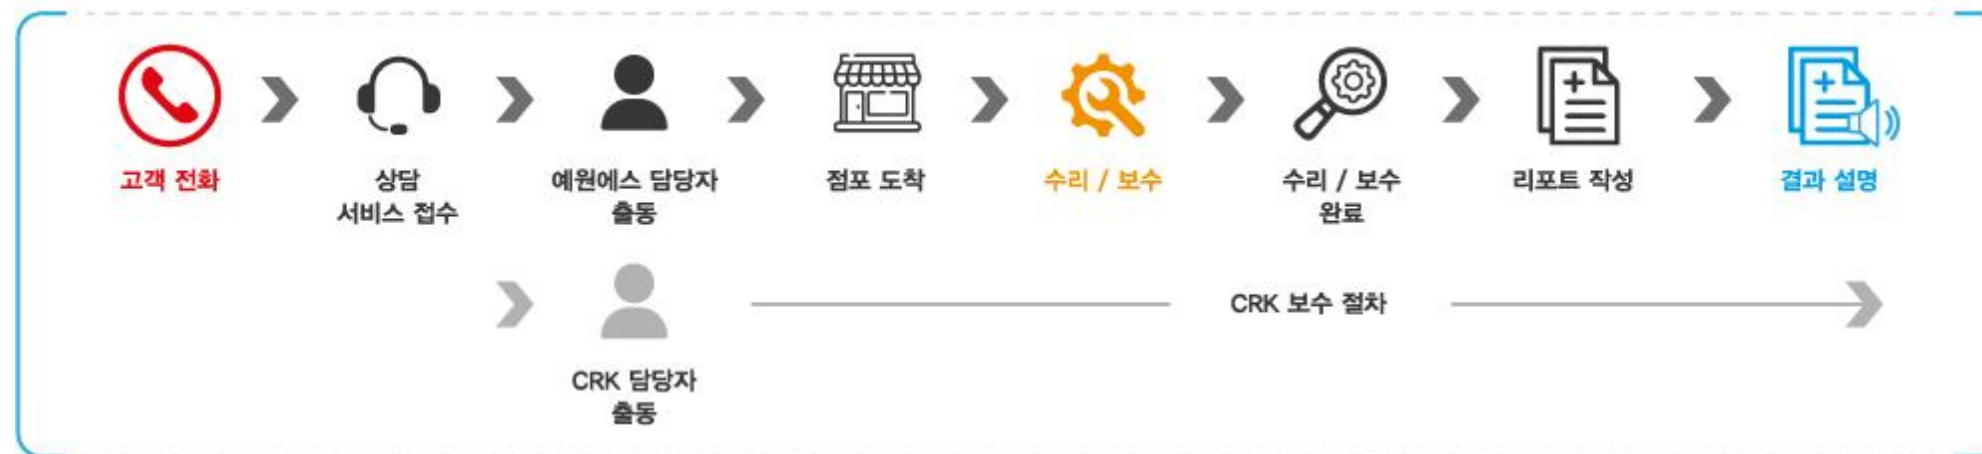 고객 전화
상담
서비스 접수
예원에스 담당자
출동
점포 도착
수리 / 보수
수리 / 보수
완료
리포트 작성
결과 설명
CRK 담당자
출동
CRK 보수 절차